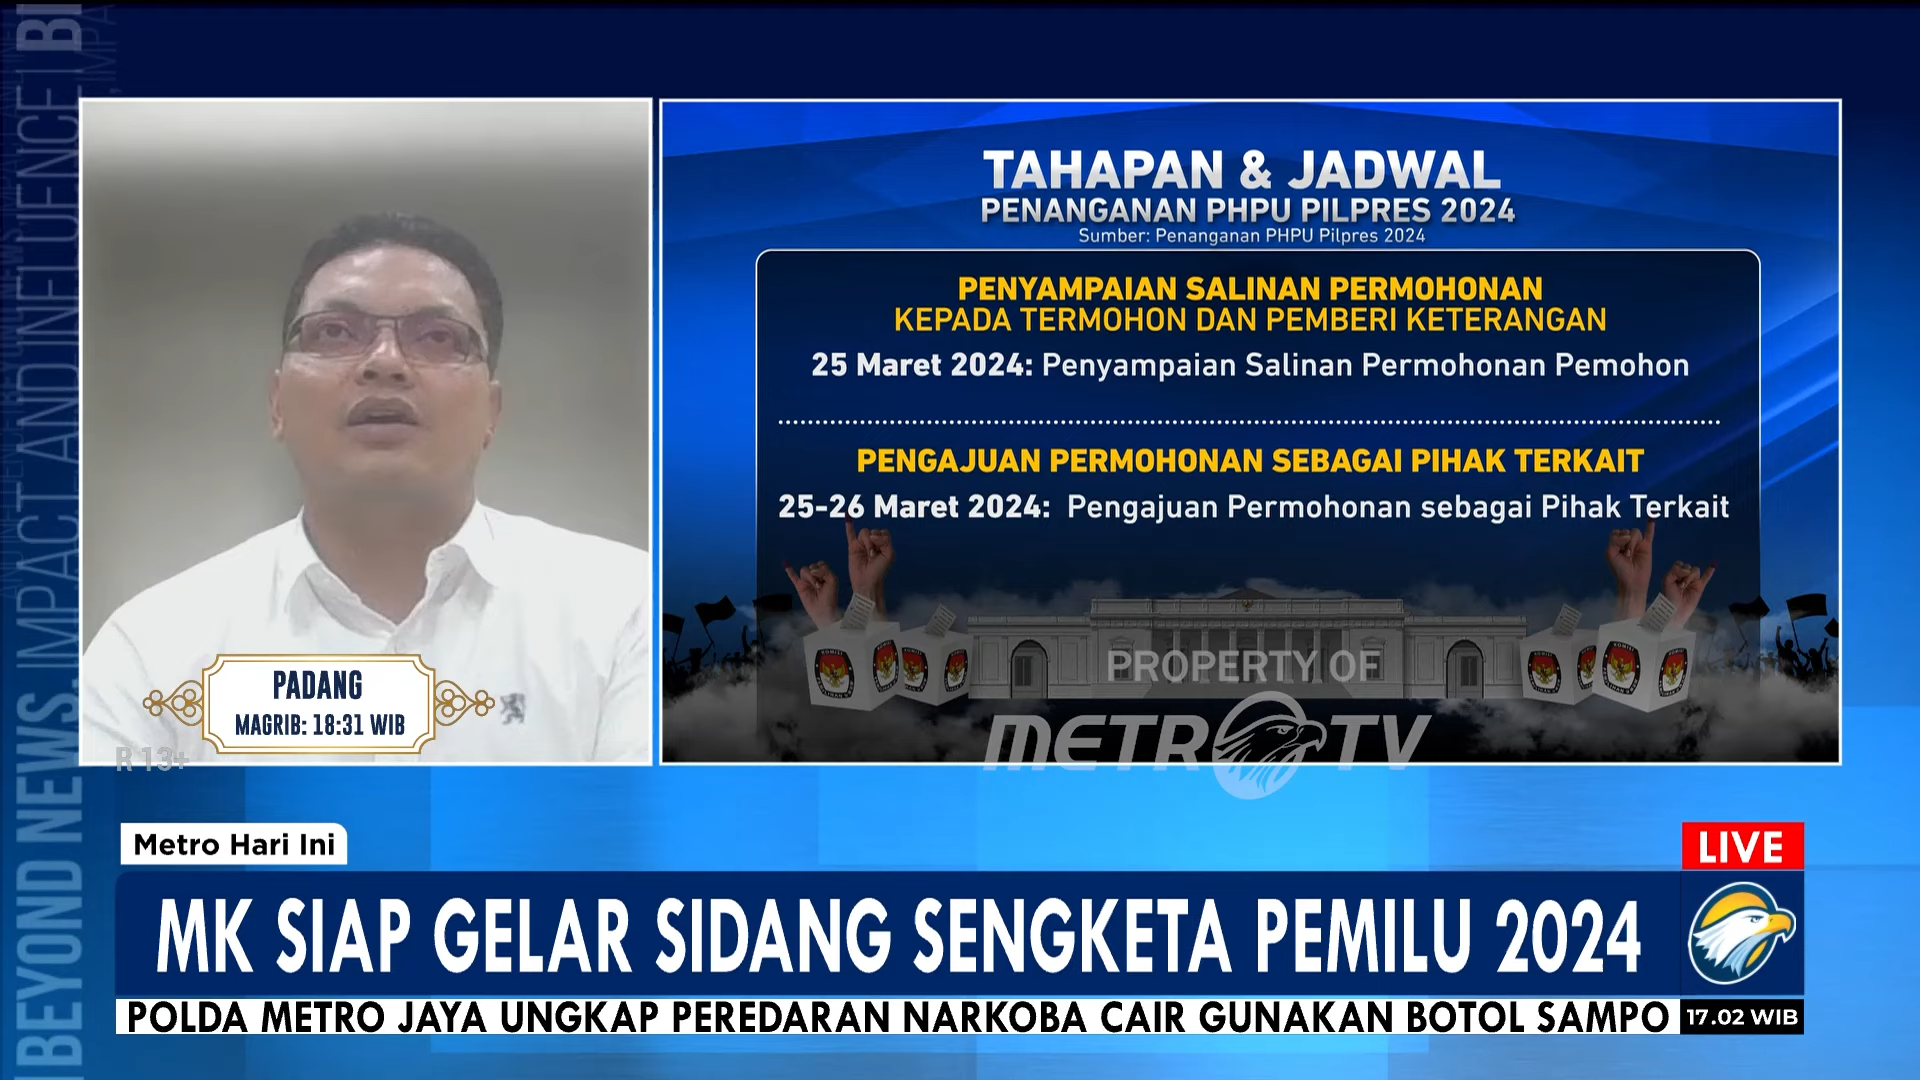 BEYOND NEWS, IMPACT AND INFLUENCE | BE
TAHAPAN & JADWAL
PENANGANAN PHPU PILPRES 2024
Sumber: Penanganan PHPU Pilpres 2024
PENYAMPAIAN SALINAN PERMOHONAN
KEPADA TERMOHON DAN PEMBERI KETERANGAN
25 Maret 2024: Penyampaian Salinan Permohonan Pemohon
PENGAJUAN PERMOHONAN SEBAGAI PIHAK TERKAIT
25-26 Maret 2024: Pengajuan Permohonan sebagai Pihak Terkait
PROPERTY OF
METRO TV
PADANG
MAGRIB: 18:31 WIB
R 13+
Metro Hari Ini
LIVE
MK SIAP GELAR SIDANG SENGKETA PEMILU 2024
POLDA METRO JAYA UNGKAP PEREDARAN NARKOBA CAIR GUNAKAN BOTOL SAMPO
17.02 WIB